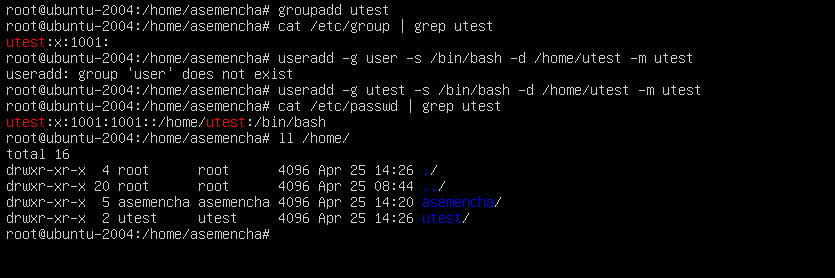 root@ubuntu-2004:/home/asemencha# groupadd utest
root@ubuntu-2004:/home/asemencha# cat /etc/group | grep utest
utest:x:1001:
root@ubuntu-2004:/home/asemencha# useradd -g user -s /bin/bash -d /home/utest -m utest
useradd: group 'user' does not exist
root@ubuntu-2004:/home/asemencha# useradd -g utest -s /bin/bash -d /home/utest -m utest
root@ubuntu-2004:/home/asemencha# cat /etc/passwd | grep utest
utest:x:1001:1001::/home/utest:/bin/bash
root@ubuntu-2004:/home/asemencha# ll /home/
total 16
drwxr-xr-x  4 root      root      4096 Apr 25 14:26 ./
drwxr-xr-x 20 root      root      4096 Apr 25 08:44 ../
drwxr-xr-x  5 asemencha asemencha 4096 Apr 25 14:20 asemencha/
drwxr-xr-x  2 utest     utest     4096 Apr 25 14:26 utest/
root@ubuntu-2004:/home/asemencha#